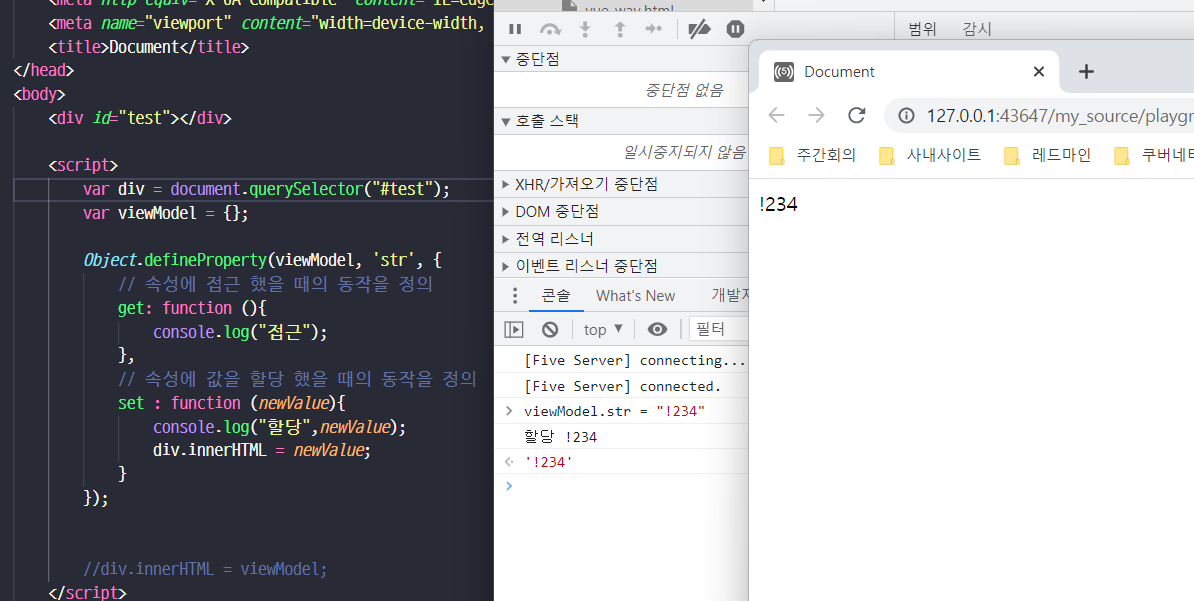 <meta http-equiv="X-UA-Compatible" content="IE=edge
<meta name="viewport" content="width=device-width,
<title>Document</title>
</head>
<body>
<div id="test"></div>
<script>
var div = document.querySelector("#test");
var viewModel = {};
Object.defineProperty(viewModel, 'str', {
// 속성에 접근 했을 때의 동작을 정의
get: function (){
console.log("접근");
},
// 속성에 값을 할당 했을 때의 동작을 정의
set : function (newValue){
console.log("할당",newValue);
div.innerHTML = newValue;
}
});
//div.innerHTML = viewModel;
</script>
vue-way.html
범위 감시
중단점
중단점 없음
호출 스택
일시중지되지 않음
XHR/가져오기 중단점
DOM 중단점
전역 리스너
이벤트 리스너 중단점
콘솔 What's New 개발자
top 필터
[Five Server] connecting...
[Five Server] connected.
viewModel.str = "!234"
할당 !234
'!234'
Document
127.0.0.1:43647/my_source/playgr
주간회의 사내사이트 레드마인 쿠버네티
!234